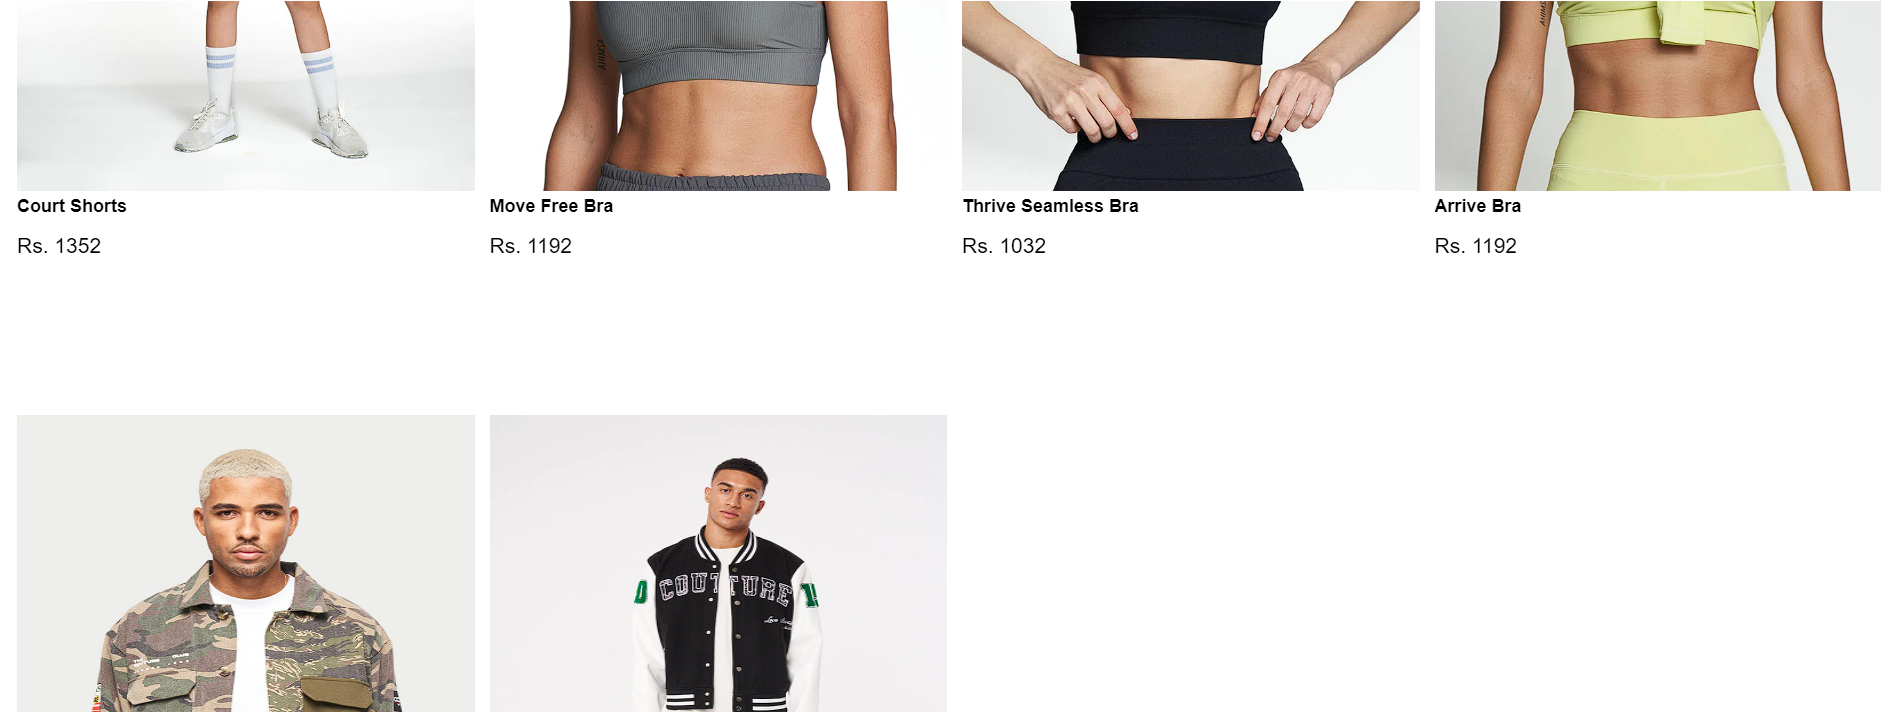 AHIMSA
Court Shorts
Move Free Bra
Thrive Seamless Bra
Arrive Bra
Rs. 1352
Rs. 1192
Rs. 1032
Rs. 1192
COUTURE